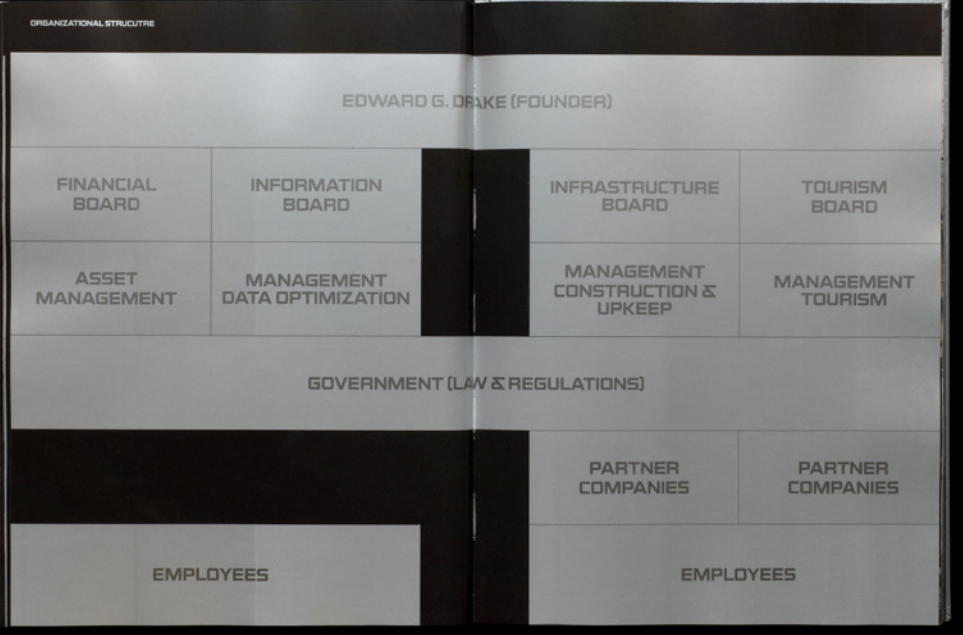 ORGANIZATIONAL STRUCUTRE
EDWARD G. DRAKE (FOUNDER)
FINANCIAL
BOARD
INFORMATION
BOARD
INFRASTRUCTURE
BOARD
TOURISM
BOARD
ASSET
MANAGEMENT
MANAGEMENT
DATA OPTIMIZATION
MANAGEMENT
CONSTRUCTION &
UPKEEP
MANAGEMENT
TOURISM
GOVERNMENT (LAW & REGULATIONS)
PARTNER
COMPANIES
PARTNER
COMPANIES
EMPLOYEES
EMPLOYEES